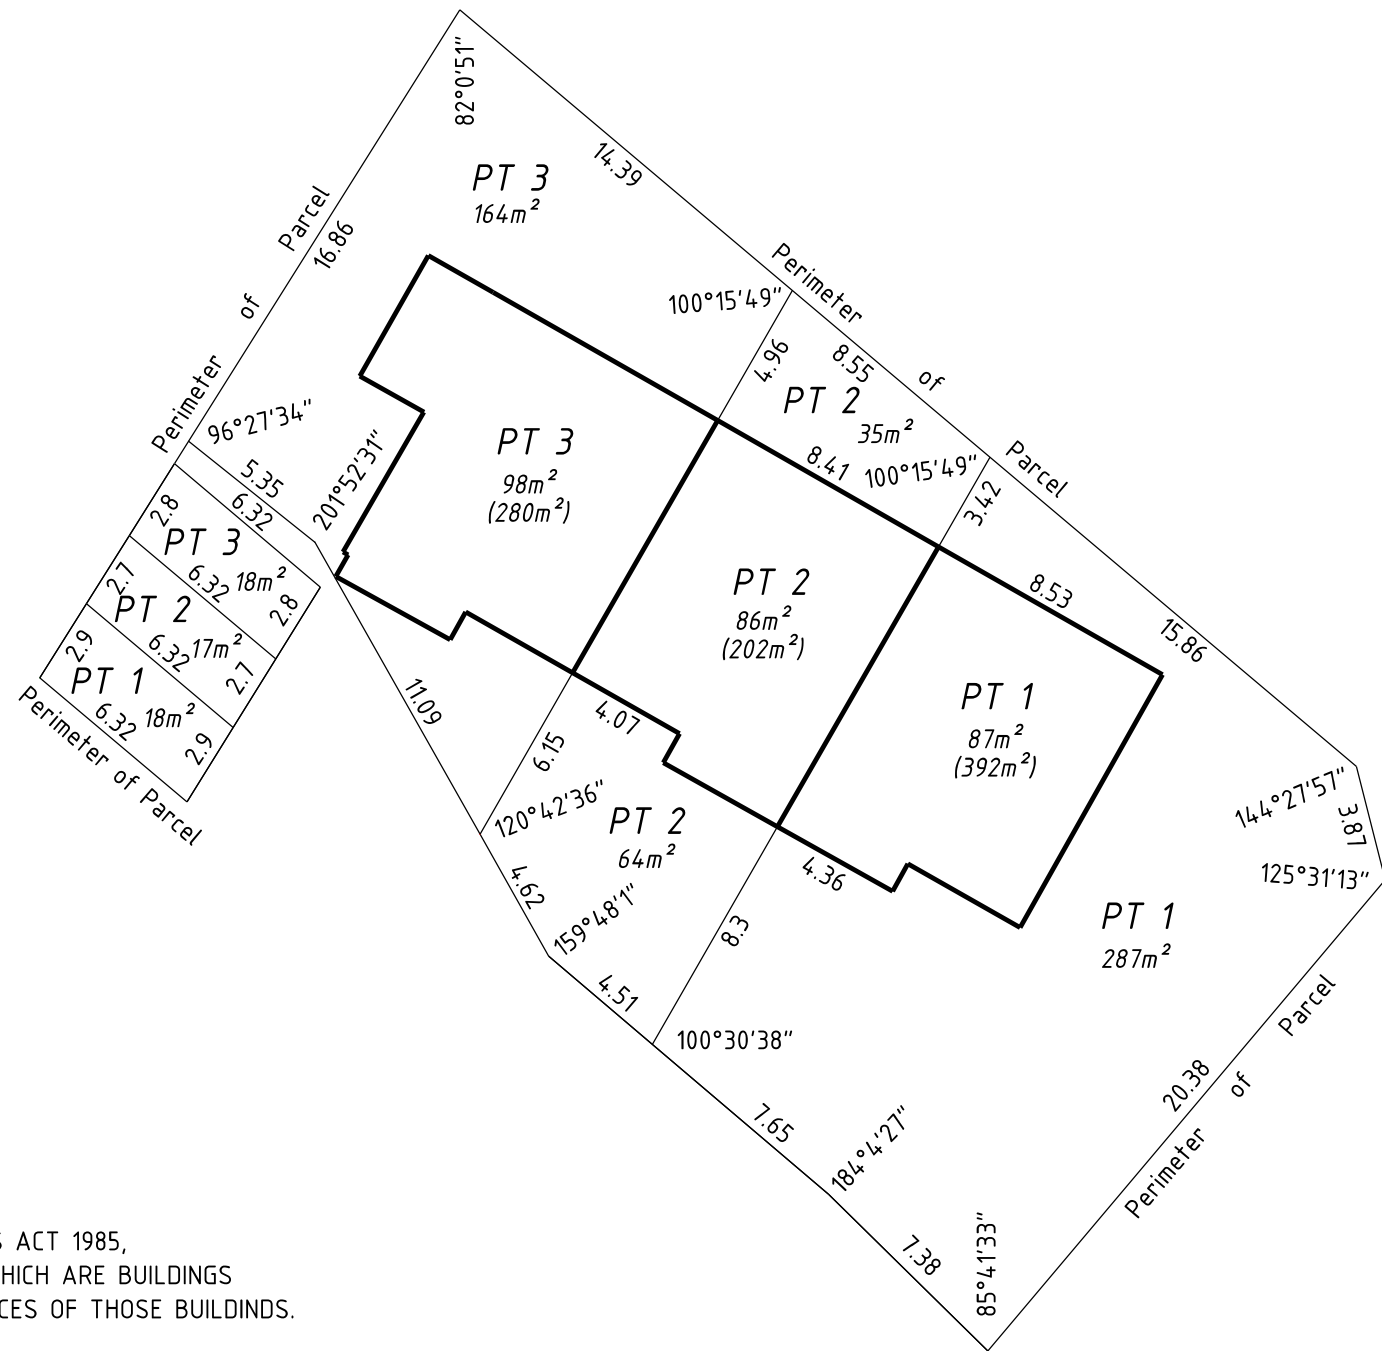 82°0'51"
14.39
PT 3
164m²
Parcel
16.86
of
Perimeter
Perimeter
of
Parcel
100°15'49"
4.96
8.55
PT 2
35m²
96°27'34"
5.35
6.32
201°52'31"
PT 3
98m²
(280m²)
8.41
100°15'49"
3.42
2.8
PT 3
18m²
6.32
2.8
2.7
PT 2
17m²
6.32
2.7
2.9
PT 1
18m²
6.32
2.9
Perimeter of Parcel
PT 2
86m²
(202m²)
8.53
15.86
11.09
4.07
6.15
PT 1
87m²
(392m²)
120°42'36"
PT 2
64m²
144°27'57"
3.87
125°31'13"
4.62
159°48'1"
4.36
8.3
PT 1
287m²
4.51
100°30'38"
Parcel
of
Perimeter
20.38
7.65
184°4'27"
7.38
85°41'33"
S ACT 1985,
HICH ARE BUILDINGS
CES OF THOSE BUILDINDS.